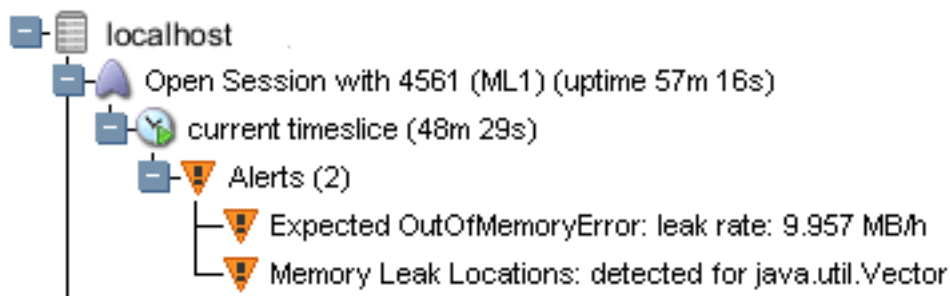 localhost
Open Session with 4561 (ML1) (uptime 57m 16s)
current timeslice (48m 29s)
Alerts (2)
Expected OutOfMemoryError: leak rate: 9.957 MB/h
Memory Leak Locations: detected for java.util.Vector